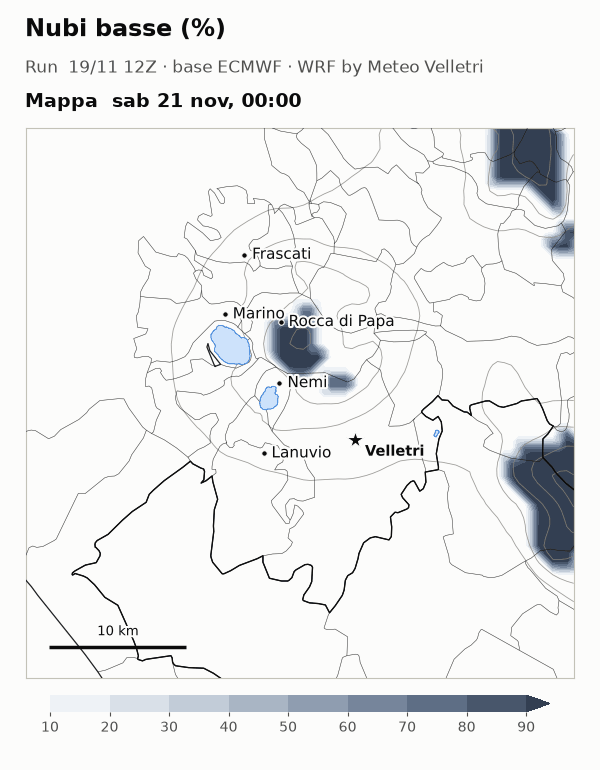 Nubi basse (%)
Run  19/11 12Z · base ECMWF · WRF by Meteo Velletri
Mappa  sab 21 nov, 00:00
Frascati
Marino
Rocca di Papa
Nemi
Velletri
Lanuvio
10 km
10 20 30 40 50 60 70 80 90